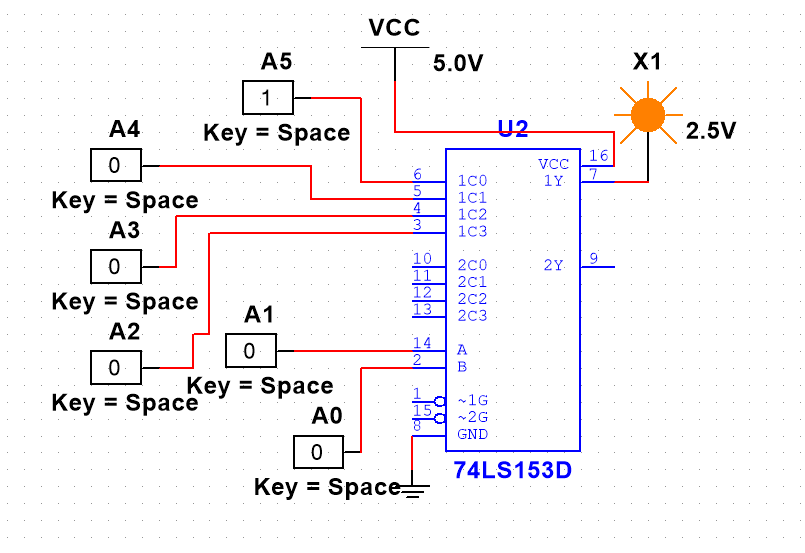 VCC
5.0V
A5
1
Key = Space
X1
2.5V
A4
0
Key = Space
U2
A3
0
Key = Space
A2
0
Key = Space
A1
0
Key = Space
A0
0
Key = Space
6 1C0
5 1C1
4 1C2
3 1C3
10 2C0
11 2C1
12 2C2
13 2C3
14 A
2 B
1 ~1G
15 ~2G
8 GND
VCC 16
1Y 7
2Y 9
74LS153D